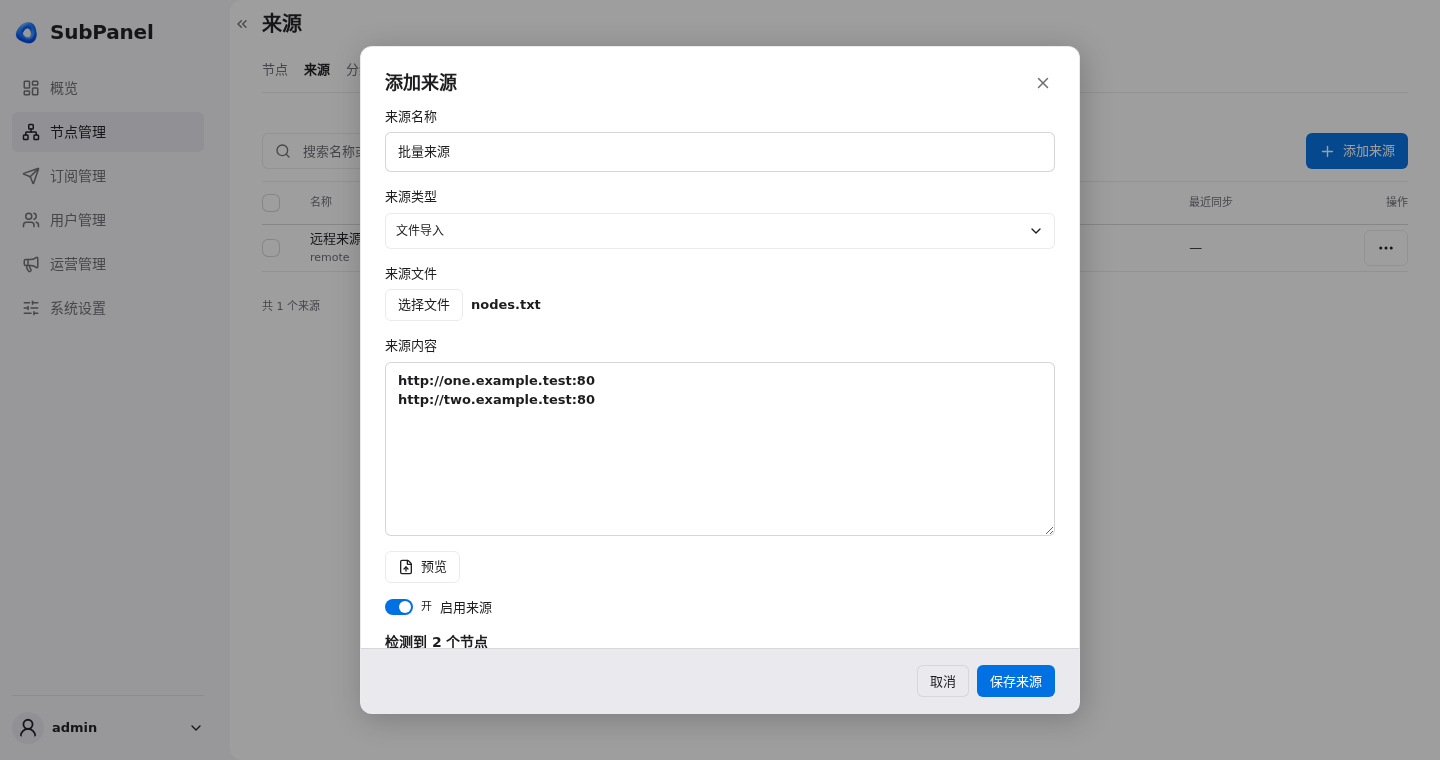 SubPanel
概览
节点管理
订阅管理
用户管理
运营管理
系统设置
admin
来源
节点 来源 分
搜索名称
添加来源
名称 最近同步 操作
远程来源
remote
—
共 1 个来源
添加来源
来源名称
批量来源
来源类型
文件导入
来源文件
选择文件 nodes.txt
来源内容
http://one.example.test:80
http://two.example.test:80
预览
开 启用来源
检测到 2 个节点
取消 保存来源